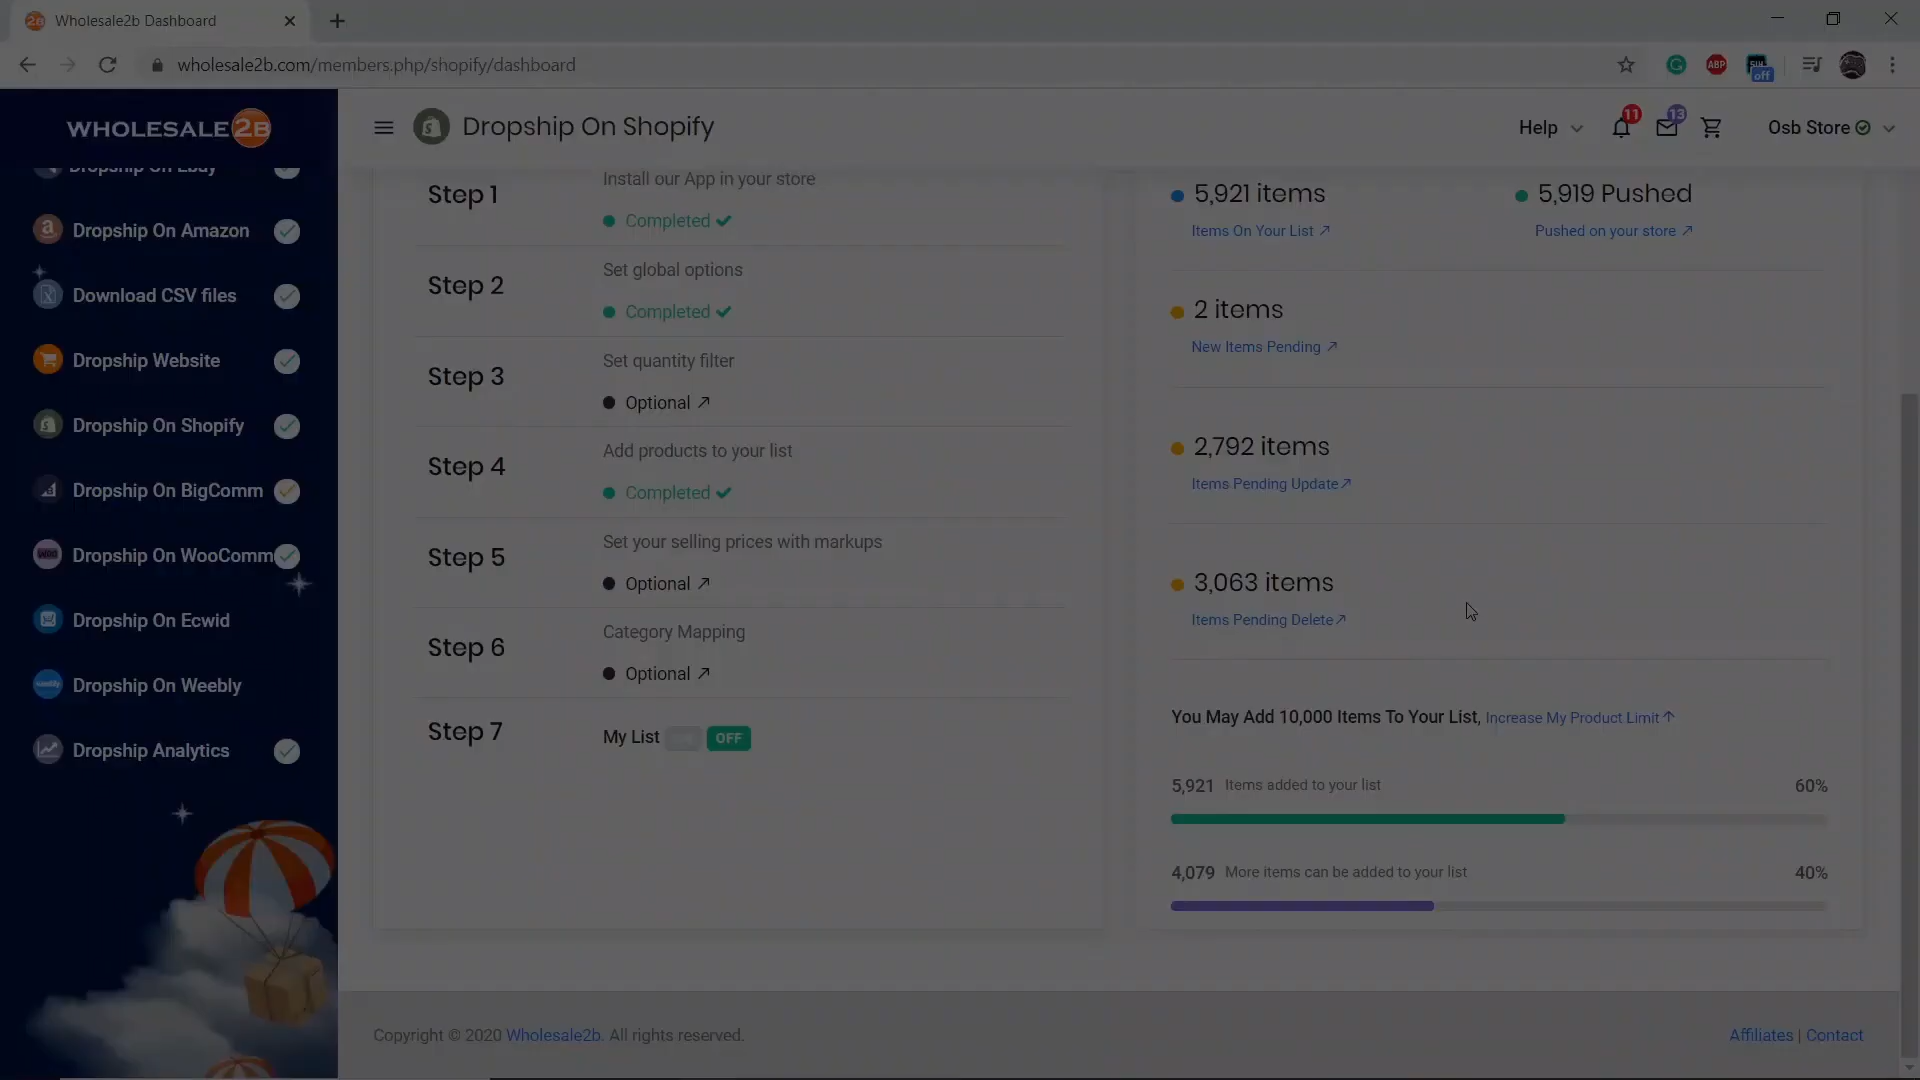 Wholesale2b Dashboard
wholesale2b.com/members.php/shopify/dashboard
ABP
off
WHOLESALE2B
Dropship On Ebay
Dropship On Amazon
Download CSV files
Dropship Website
Dropship On Shopify
Dropship On BigComm
Dropship On WooComm
Dropship On Ecwid
Dropship On Weebly
Dropship Analytics
Dropship On Shopify
Help
11
13
Osb Store
Step 1
Install our App in your store
Completed
Step 2
Set global options
Completed
Step 3
Set quantity filter
Optional
Step 4
Add products to your list
Completed
Step 5
Set your selling prices with markups
Optional
Step 6
Category Mapping
Optional
Step 7
My List OFF
5,921 items
Items On Your List
5,919 Pushed
Pushed on your store
2 items
New Items Pending
2,792 items
Items Pending Update
3,063 items
Items Pending Delete
You May Add 10,000 Items To Your List, Increase My Product Limit
5,921 Items added to your list 60%
4,079 More items can be added to your list 40%
Copyright © 2020 Wholesale2b. All rights reserved.
Affiliates | Contact